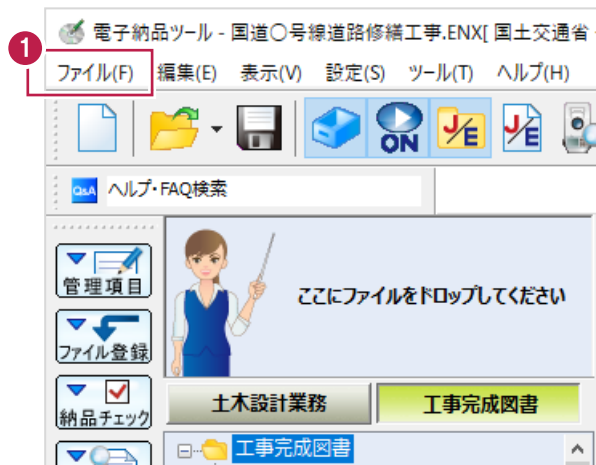 電子納品ツール - 国道〇号線道路修繕工事.ENX[ 国土交通省
1
ファイル(F) 編集(E) 表示(V) 設定(S) ツール(T) ヘルプ(H)
ON J/E J/E
Q&A ヘルプ・FAQ検索
管理項目
ここにファイルをドロップしてください
ファイル登録
納品チェック
土木設計業務 工事完成図書
工事完成図書